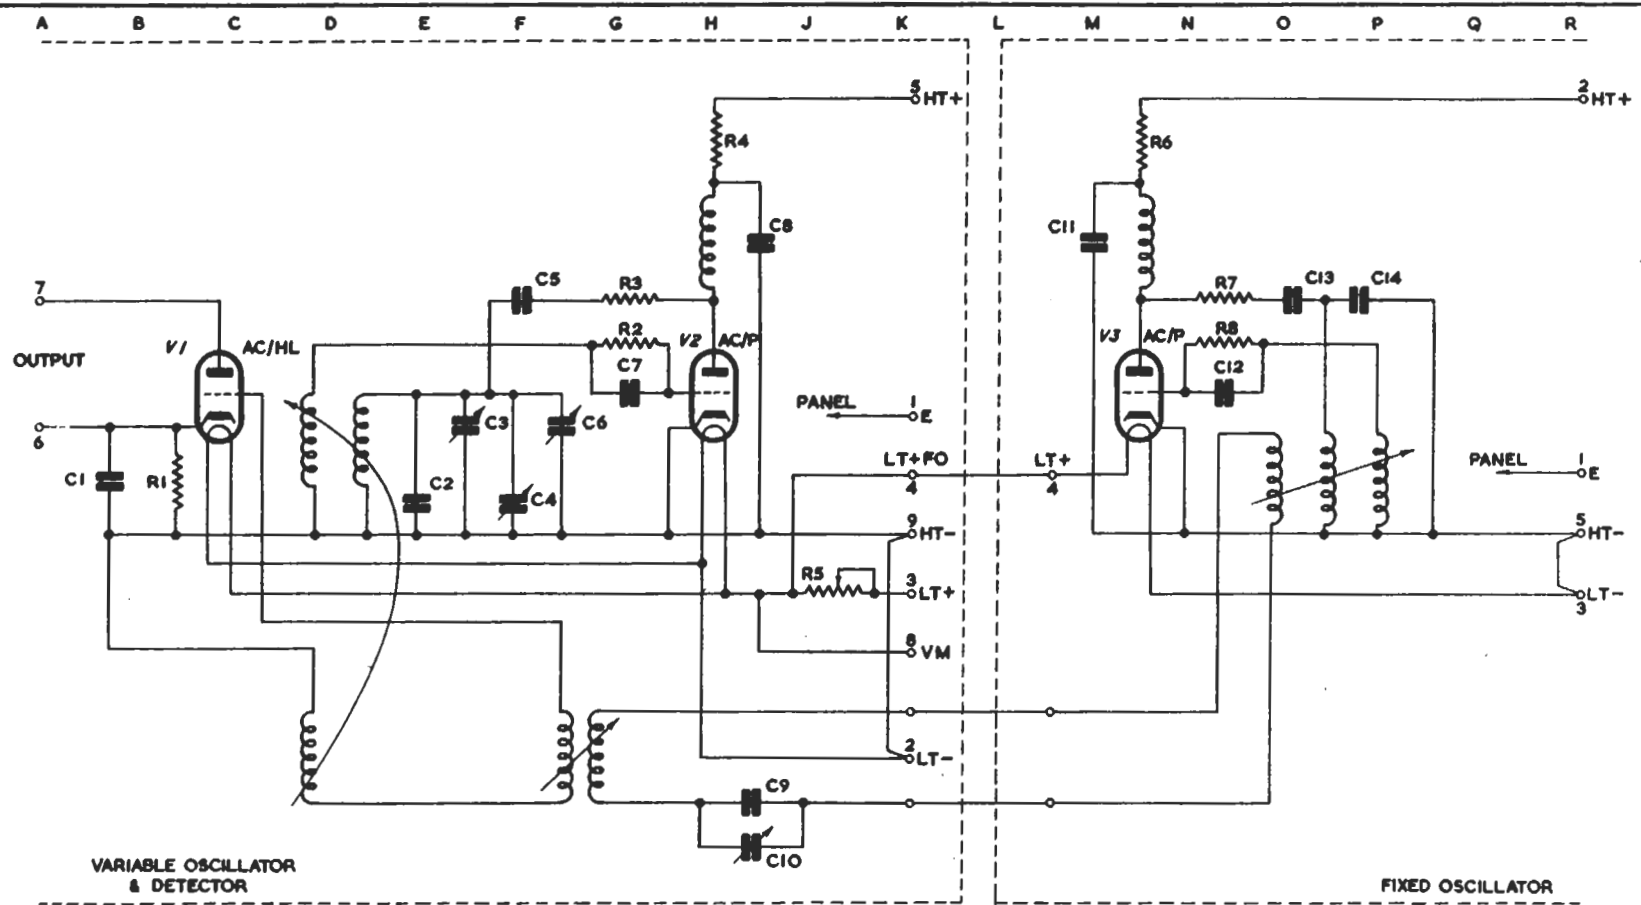 A B C D E F G H J K L M N O P Q R
5 HT+
2 HT+
R4
R6
C8
C11
7
C5
R3
R7
C13
C14
V1 AC/HL
R2
V2 AC/P
V3 AC/P
R8
OUTPUT
C7
C12
PANEL 1 E
C3
C6
6
LT+FO 4
LT+ 4
PANEL 1 E
C1
R1
C2
C4
9 HT-
5 HT-
R5
3 LT+
LT- 3
8 VM
2 LT-
C9
C10
VARIABLE OSCILLATOR
& DETECTOR
FIXED OSCILLATOR